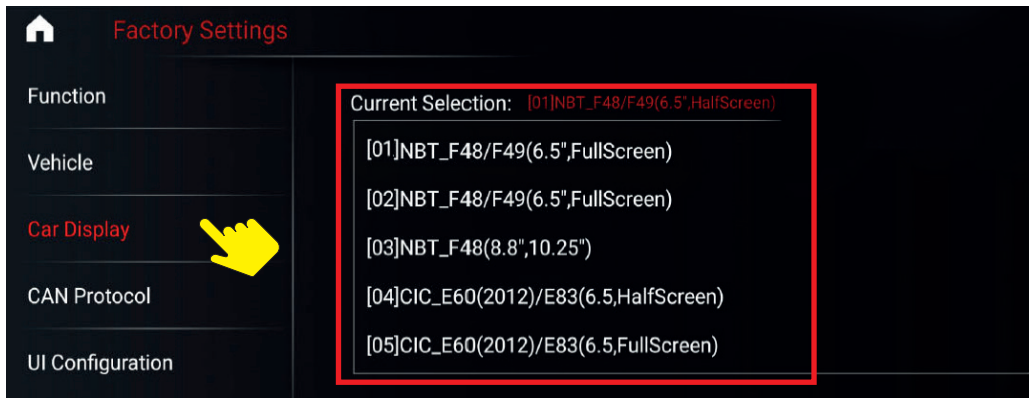 Factory Settings
Function
Vehicle
Car Display
CAN Protocol
UI Configuration
Current Selection: [01]NBT_F48/F49(6.5",HalfScreen)
[01]NBT_F48/F49(6.5",FullScreen)
[02]NBT_F48/F49(6.5",FullScreen)
[03]NBT_F48(8.8",10.25")
[04]CIC_E60(2012)/E83(6.5,HalfScreen)
[05]CIC_E60(2012)/E83(6.5,FullScreen)